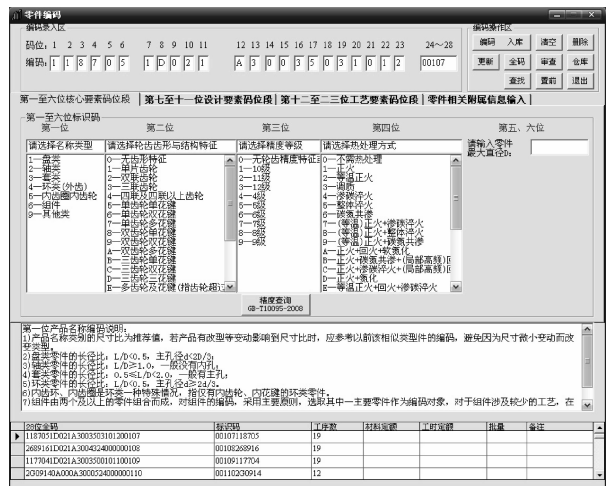 零件编码
编码录入区
码位: 1 2 3 4 5 6 7 8 9 10 11 12 13 14 15 16 17 18 19 20 21 22 23 24～28
编码: 1 1 8 7 0 5 1 D 0 2 1 A 3 0 0 3 5 0 3 1 0 1 2 00107
编码操作区
编码 入库 清空 删除
更新 全码 审查 仓库
查找 置前 退出
第一至六位核心要素码位段 第七至十一位设计要素码位段 第十二至二三位工艺要素码位段 零件相关附属信息输入
第一至六位标识码
第一位 第二位 第三位 第四位 第五、六位
请选择名称类型 请选择轮齿齿形与结构特征 请选择精度等级 请选择热处理方式 请输入零件
最大直径D:
1—盘类
2—轴类
3—套类
4—环类(外齿)
5—内齿圈内齿轮
6—组件
9—其他类
0—无齿形特征
1—单片齿轮
2—双联齿轮
3—三联齿轮
4—四联及四联以上齿轮
5—单齿轮单花键
6—单齿轮双花键
7—单齿轮多花键
8—双齿轮单花键
9—双齿轮双花键
A—双齿轮多花键
B—三齿轮单花键
C—三齿轮双花键
D—三齿轮三花键
E—多齿轮及花键(指齿轮超过
0—无轮齿精度特征
1—10级
2—11级
3—12级
4—4级
5—5级
6—6级
7—7级
8—8级
9—9级
0—不需热处理
1—正火
2—等温正火
3—调质
4—渗碳淬火
5—整体淬火
6—碳氮共渗
7—(等温)正火+渗碳淬火
8—(等温)正火+整体淬火
9—(等温)正火+碳氮共渗
A—正火+回火+软氮化
B—正火+碳氮共渗+(局部高频)回
C—正火+渗碳淬火+(局部高频)回
D—正火+氮化
E—等温正火+回火+渗碳淬火
精度查询
GB-T10095-2008
第一位产品名称编码说明:
1)产品名称类别的尺寸比为推荐值，若产品有改型等变动影响到尺寸比时，应参考以前该相似类型件的编码，避免因为尺寸微小变动而改
变类型。
2)盘类零件的长径比: L/D<0.5, 主孔径d<2D/3;
3)轴类零件的长径比: L/D≥1.0, 一般没有内孔;
4)套类零件的长径比: 0.5≤L/D<2.0, 一般有主孔;
5)环类零件的长径比: L/D<0.5, 主孔径d≥2d/3。
6)内齿环、内齿圈是环类一种特殊情况，指仅有内齿轮、内花键的环类零件。
7)组件由两个及以上的零件组合而成，对组件的编码，采用主要原则，选取其中一主要零件作为编码对象，对于组件涉及较少的工艺，在
28位全码 标识码 工序数 材料定额 工时定额 批量 备注
1187051D021A3003503101200107 00107118705 19
2689161D021A3004324000000108 00108268916 19
1177041D021A3003500101100109 00109117704 19
2G09140A000A3000524000000110 001102G0914 12